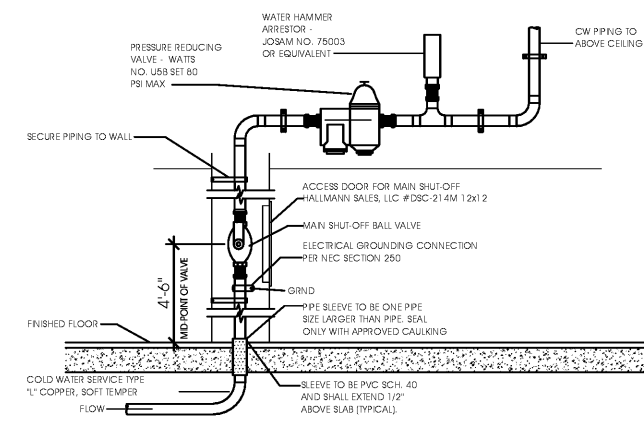 WATER HAMMER
ARRESTOR -
JOSAM NO. 75003
OR EQUIVALENT
CW PIPING TO
ABOVE CEILING
PRESSURE REDUCING
VALVE - WATTS
NO. U5B SET 80
PSI MAX
SECURE PIPING TO WALL
ACCESS DOOR FOR MAIN SHUT-OFF
HALLMANN SALES, LLC #DSC-214M 12x12
MAIN SHUT-OFF BALL VALVE
ELECTRICAL GROUNDING CONNECTION
PER NEC SECTION 250
4'-6"
MID-POINT OF VALVE
GRND
PIPE SLEEVE TO BE ONE PIPE
SIZE LARGER THAN PIPE. SEAL
ONLY WITH APPROVED CAULKING
FINISHED FLOOR
COLD WATER SERVICE TYPE
"L" COPPER, SOFT TEMPER
FLOW
SLEEVE TO BE PVC SCH. 40
AND SHALL EXTEND 1/2"
ABOVE SLAB (TYPICAL).